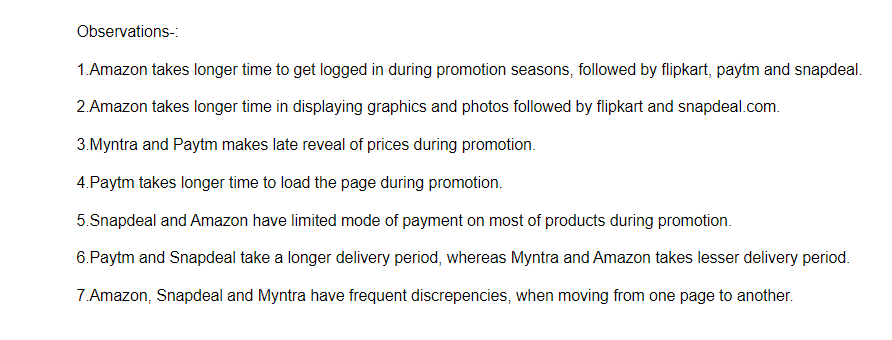 Observations-:
1.Amazon takes longer time to get logged in during promotion seasons, followed by flipkart, paytm and snapdeal.
2.Amazon takes longer time in displaying graphics and photos followed by flipkart and snapdeal.com.
3.Myntra and Paytm makes late reveal of prices during promotion.
4.Paytm takes longer time to load the page during promotion.
5.Snapdeal and Amazon have limited mode of payment on most of products during promotion.
6.Paytm and Snapdeal take a longer delivery period, whereas Myntra and Amazon takes lesser delivery period.
7.Amazon, Snapdeal and Myntra have frequent discrepencies, when moving from one page to another.